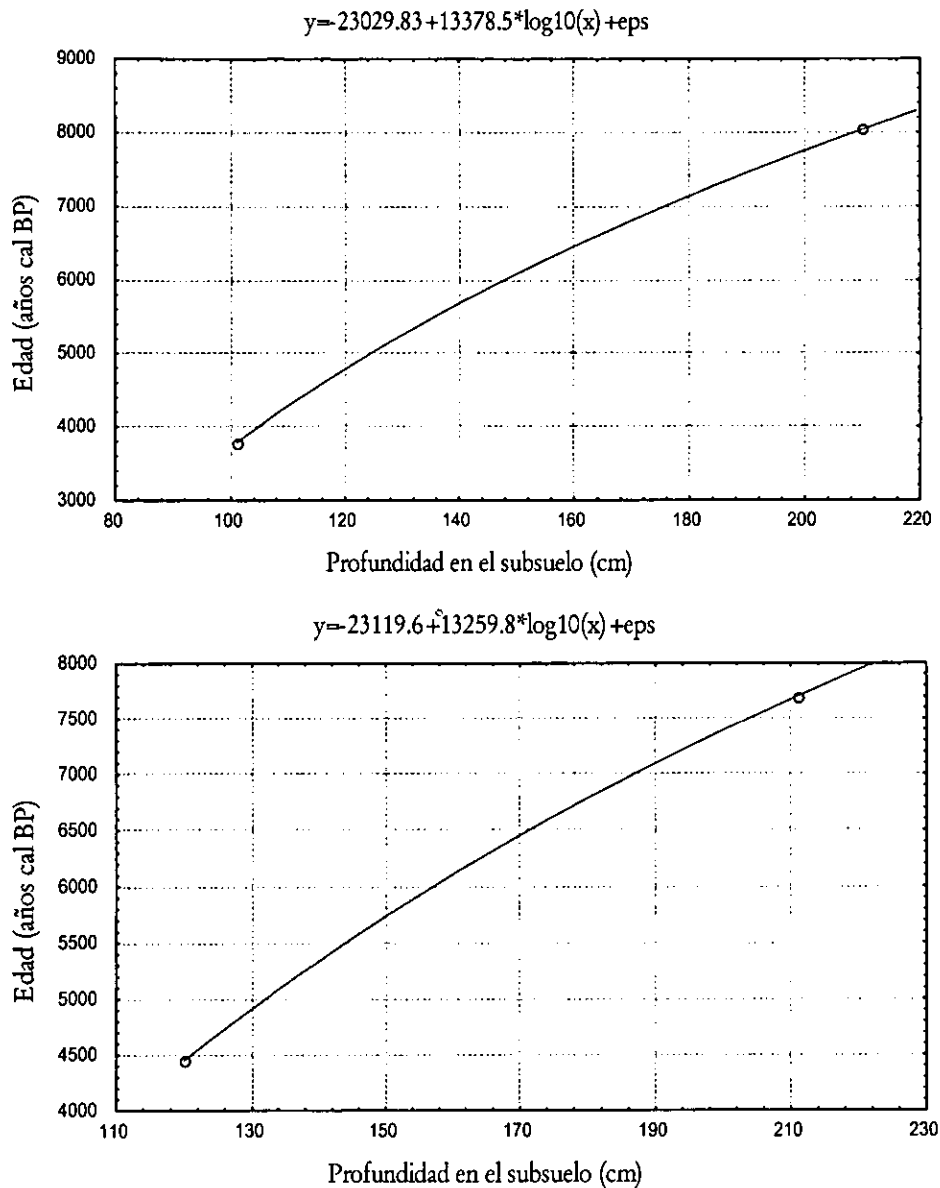 y=-23029.83+13378.5*log10(x)+eps
9000
8000
7000
6000
5000
4000
3000
Edad (años cal BP)
80 100 120 140 160 180 200 220
Profundidad en el subsuelo (cm)
y=-23119.6+13259.8*log10(x)+eps
8000
7500
7000
6500
6000
5500
5000
4500
4000
Edad (años cal BP)
110 130 150 170 190 210 230
Profundidad en el subsuelo (cm)